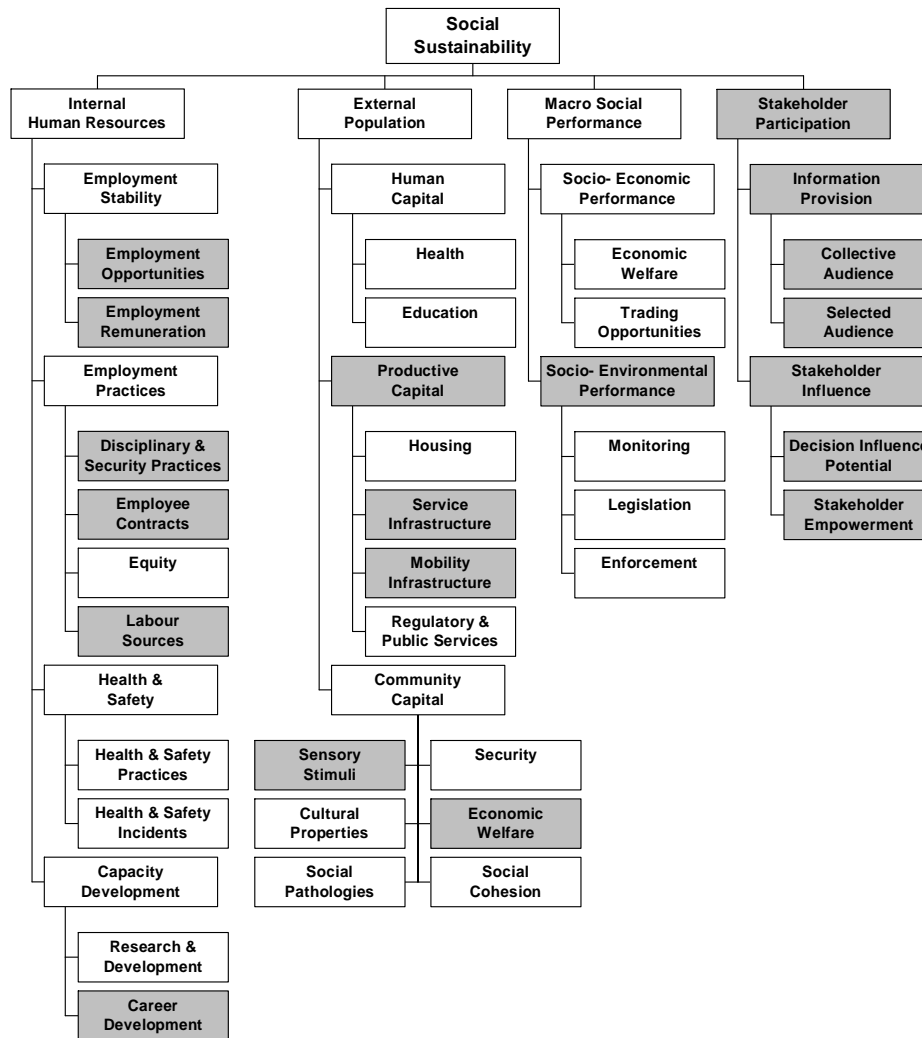 Social
Sustainability
Internal
Human Resources
External
Population
Macro Social
Performance
Stakeholder
Participation
Employment
Stability
Employment
Opportunities
Employment
Remuneration
Employment
Practices
Disciplinary &
Security Practices
Employee
Contracts
Equity
Labour
Sources
Health &
Safety
Health & Safety
Practices
Health & Safety
Incidents
Capacity
Development
Research &
Development
Career
Development
Human
Capital
Health
Education
Productive
Capital
Housing
Service
Infrastructure
Mobility
Infrastructure
Regulatory &
Public Services
Community
Capital
Sensory
Stimuli
Security
Cultural
Properties
Economic
Welfare
Social
Pathologies
Social
Cohesion
Socio- Economic
Performance
Economic
Welfare
Trading
Opportunities
Socio- Environmental
Performance
Monitoring
Legislation
Enforcement
Information
Provision
Collective
Audience
Selected
Audience
Stakeholder
Influence
Decision Influence
Potential
Stakeholder
Empowerment